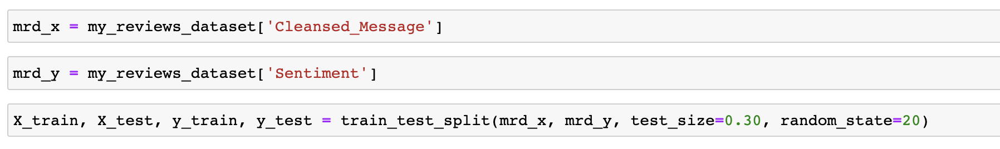 mrd_x = my_reviews_dataset['Cleansed_Message']
mrd_y = my_reviews_dataset['Sentiment']
X_train, X_test, y_train, y_test = train_test_split(mrd_x, mrd_y, test_size=0.30, random_state=20)